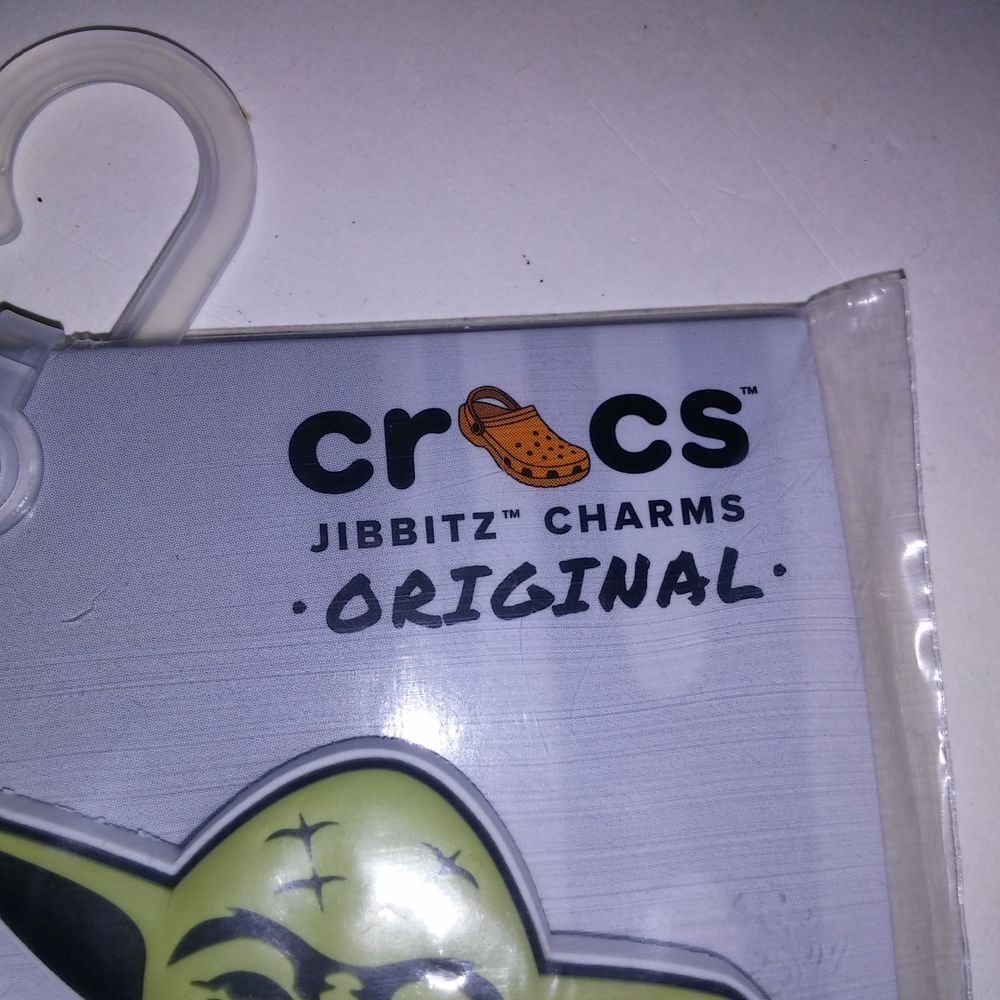 crocs™
JIBBITZ™ CHARMS
• ORIGINAL •